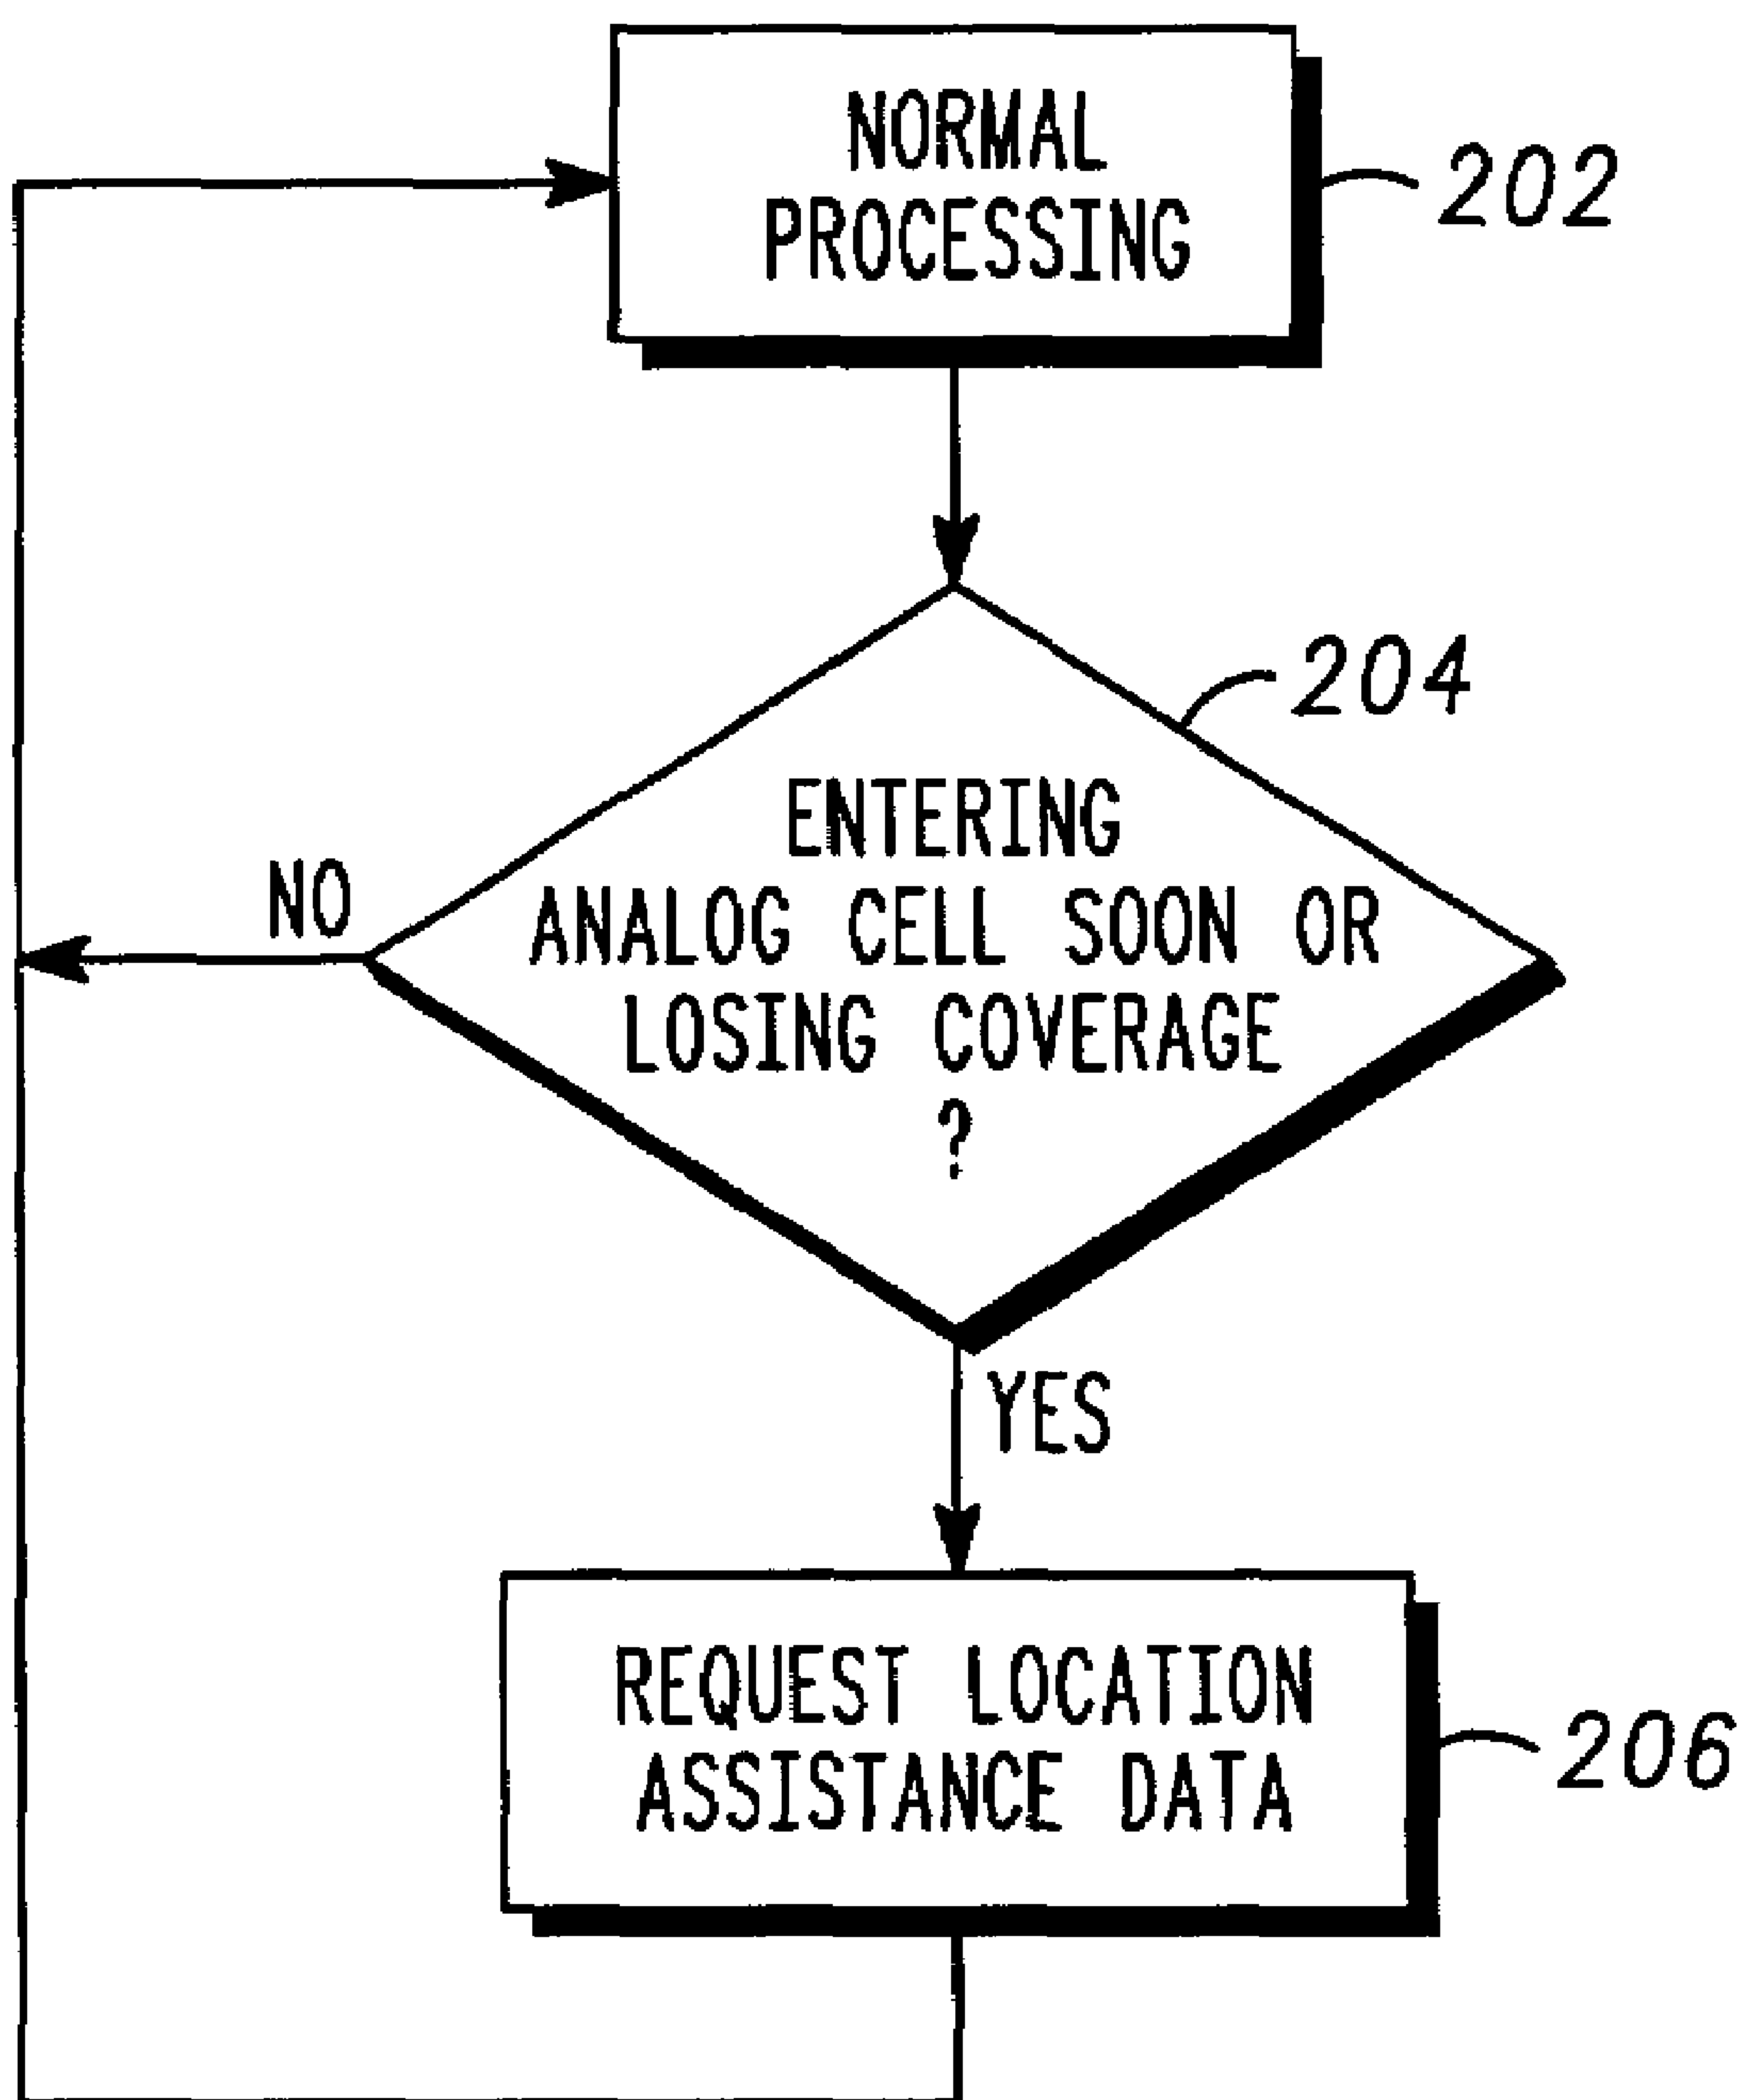 NORMAL
PROCESSING
202
204
ENTERING
ANALOG CELL SOON OR
LOSING COVERAGE
?
NO
YES
REQUEST LOCATION
ASSISTANCE DATA
206